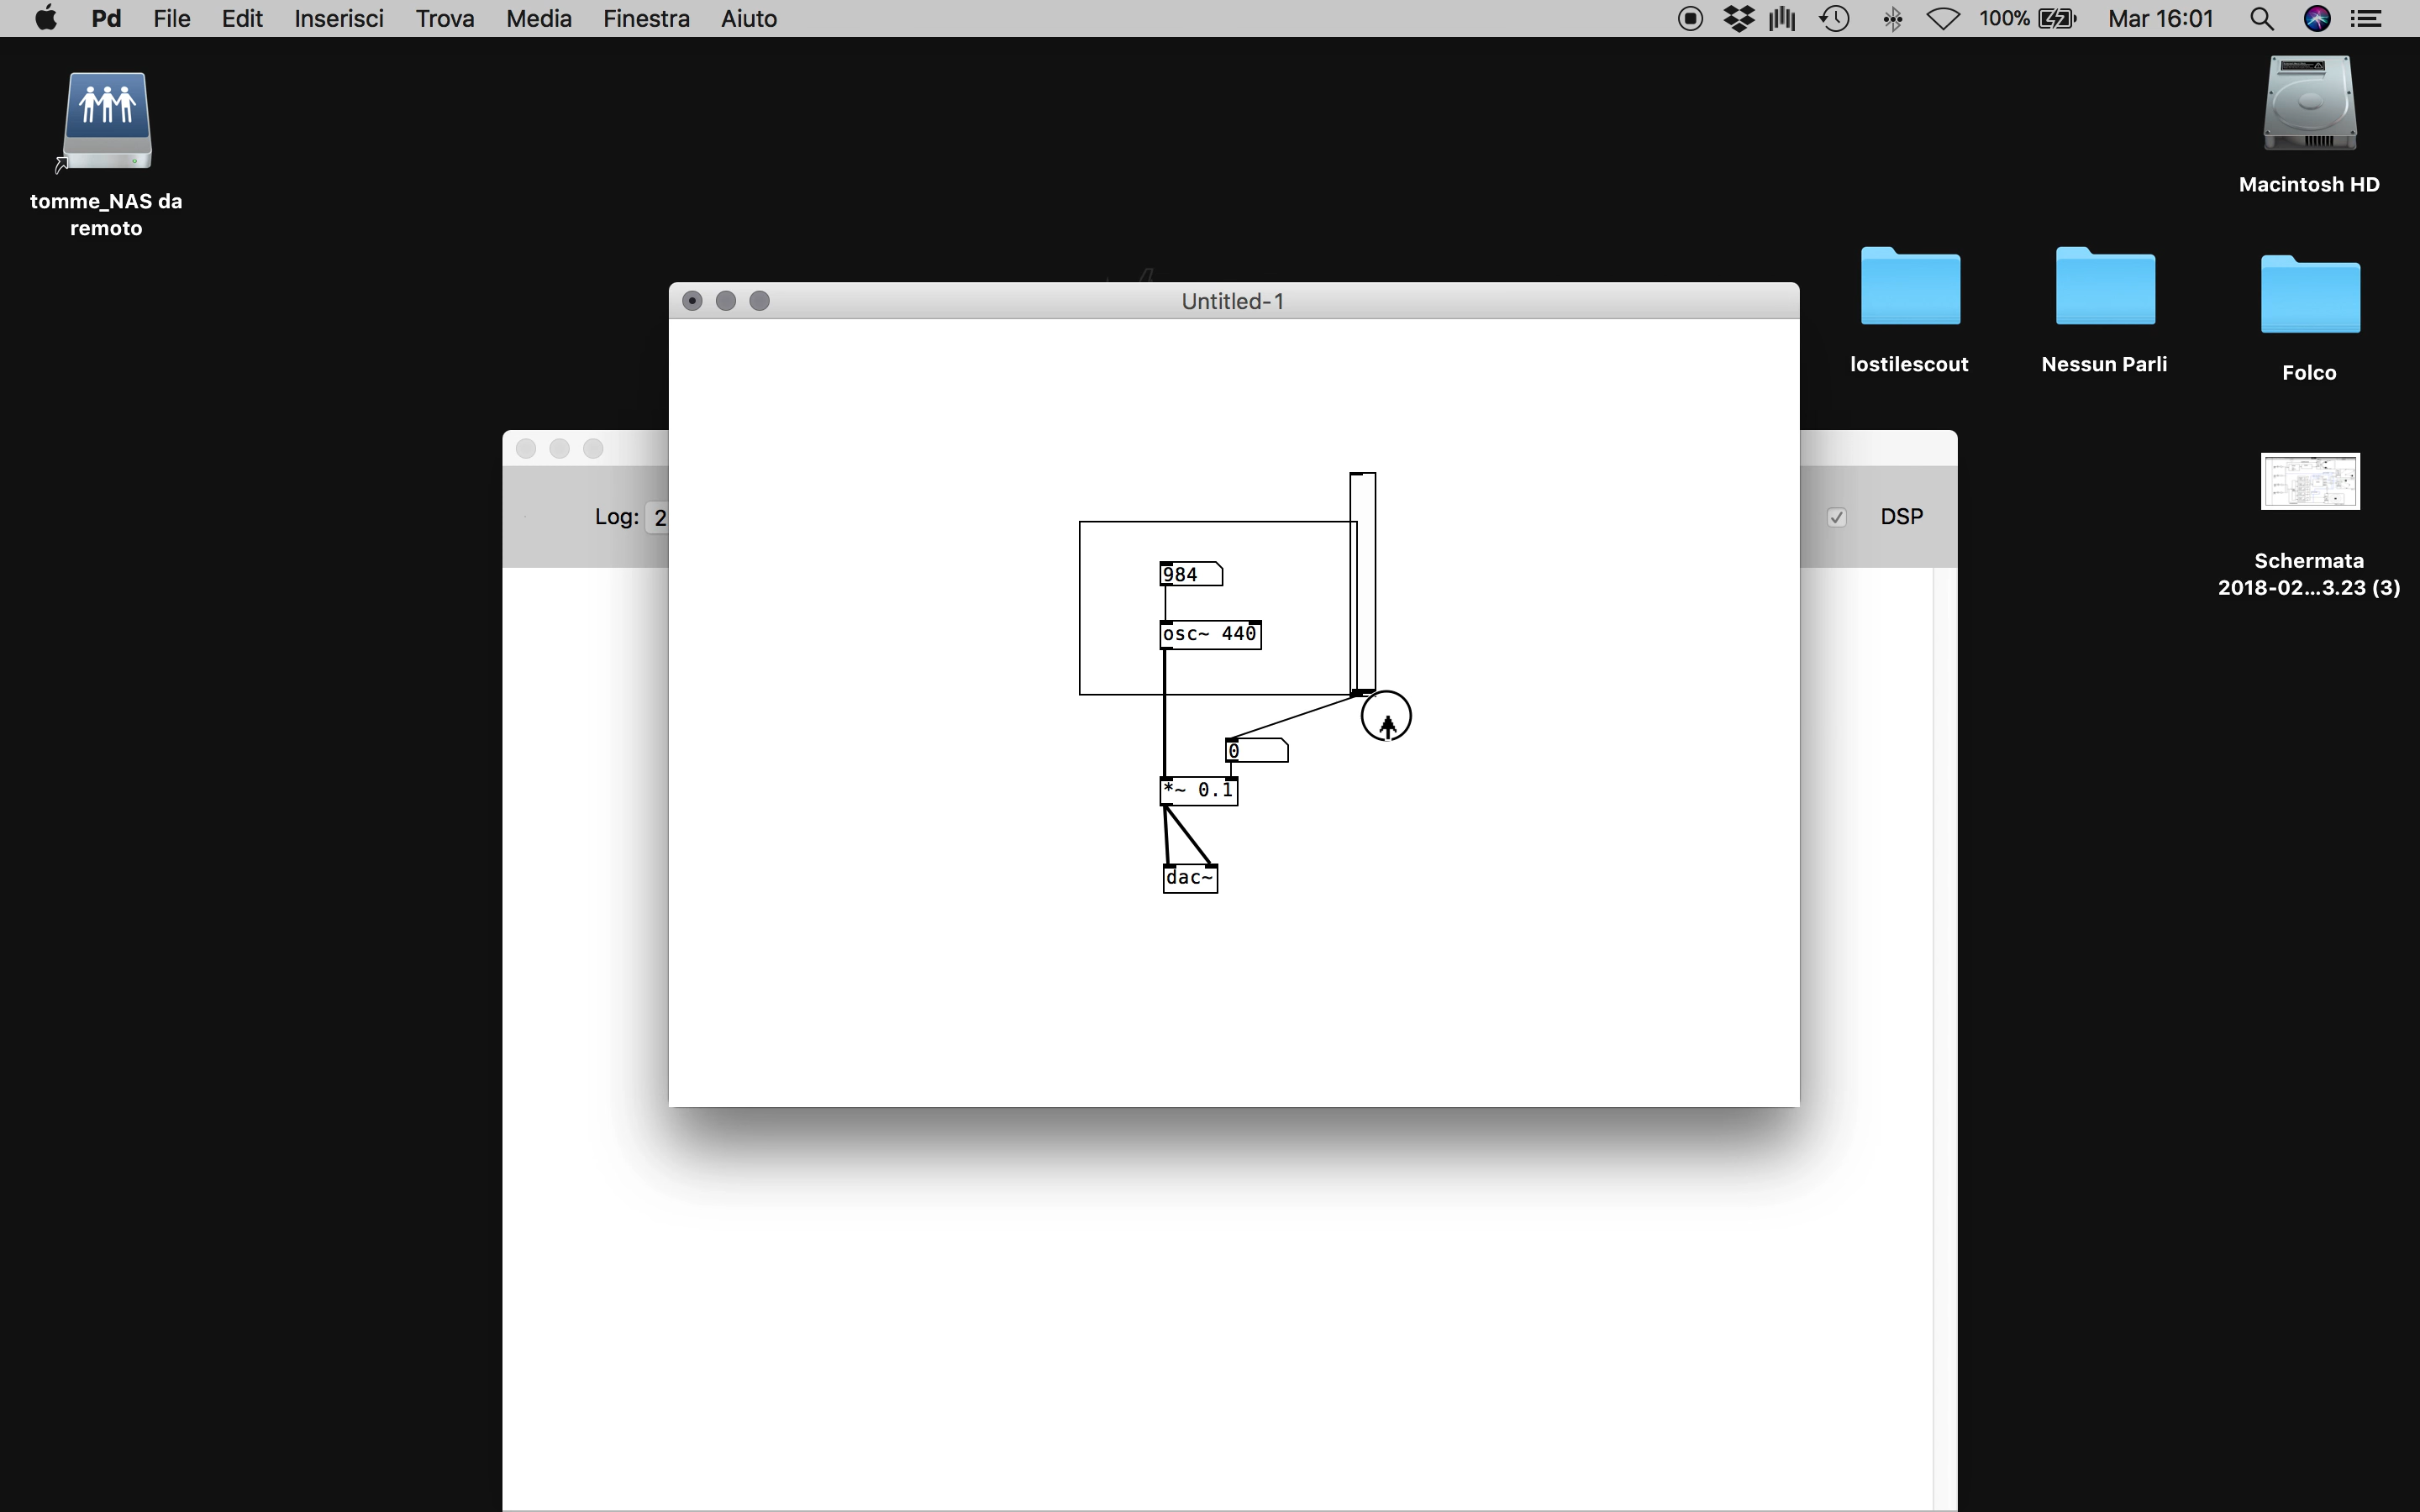 Pd File Edit Inserisci Trova Media Finestra Aiuto 100% Mar 16:01
tomme_NAS da
remoto
Macintosh HD
Untitled-1
lostilescout
Nessun Parli
Folco
Log: 2
DSP
984
osc~ 440
0
*~ 0.1
dac~
Schermata
2018-02...3.23 (3)